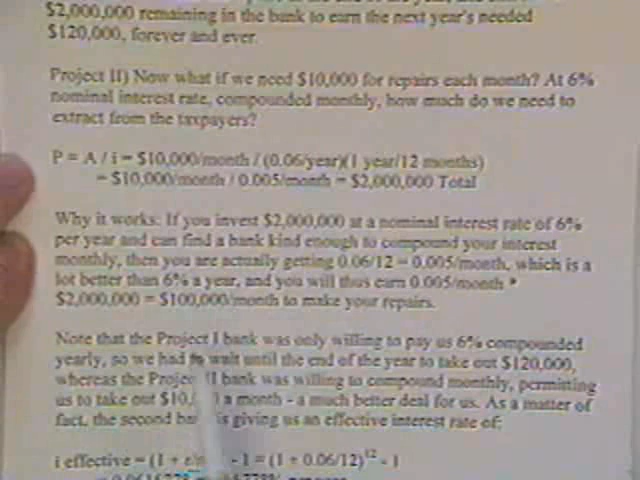 $2,000,000 remaining in the bank to earn the next year's needed
$120,000, forever and ever.
Project II) Now what if we need $10,000 for repairs each month? At 6%
nominal interest rate, compounded monthly, how much do we need to
extract from the taxpayers?
P = A / i = $10,000/month / (0.06/year)(1 year/12 months)
= $10,000/month / 0.005/month = $2,000,000 Total
Why it works: If you invest $2,000,000 at a nominal interest rate of 6%
per year and can find a bank kind enough to compound your interest
monthly, then you are actually getting 0.06/12 = 0.005/month, which is a
lot better than 6% a year, and you will thus earn 0.005/month *
$2,000,000 = $100,000/month to make your repairs.
Note that the Project I bank was only willing to pay us 6% compounded
yearly, so we had to wait until the end of the year to take out $120,000,
whereas the Project II bank was willing to compound monthly, permitting
us to take out $10, a month - a much better deal for us. As a matter of
fact, the second is giving us an effective interest rate of:
i effective = (1 + - 1 = (1 + 0.06/12)^12 - 1